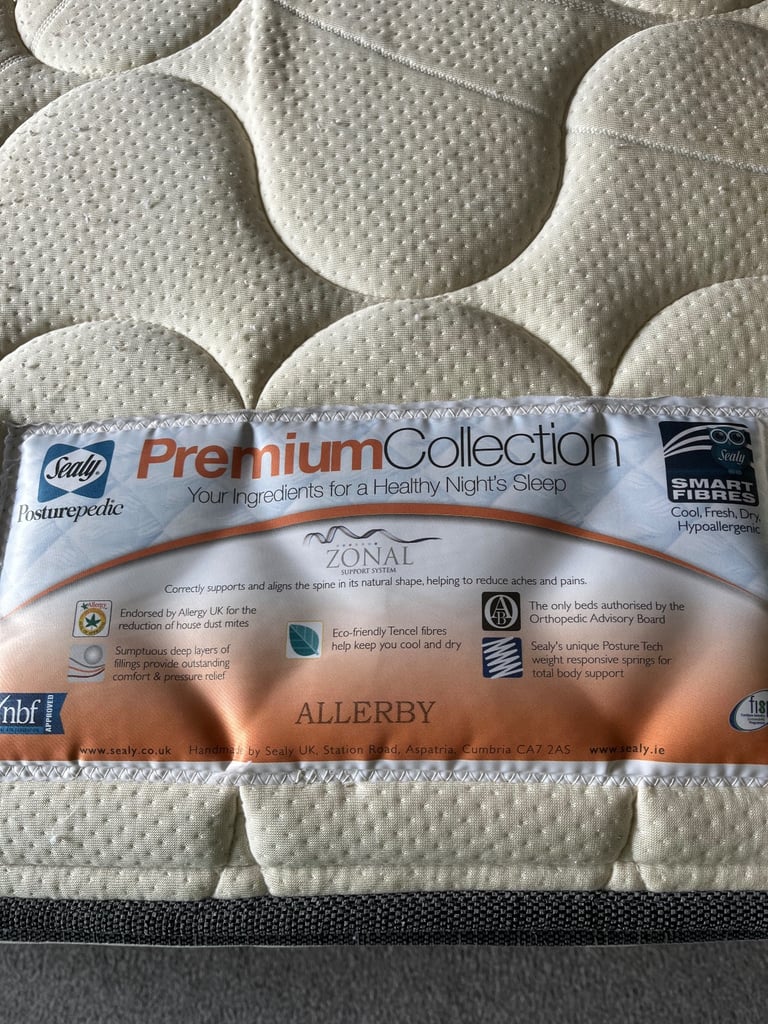 Sealy
Posturepedic
PremiumCollection
Your Ingredients for a Healthy Night's Sleep
Sealy
SMART
FIBRES
Cool, Fresh, Dry,
Hypoallergenic
ZONAL
SUPPORT SYSTEM
Correctly supports and aligns the spine in its natural shape, helping to reduce aches and pains.
Allergy
Endorsed by Allergy UK for the
reduction of house dust mites
Sumptuous deep layers of
fillings provide outstanding
comfort & pressure relief
Eco-friendly Tencel fibres
help keep you cool and dry
The only beds authorised by the
Orthopedic Advisory Board
Sealy's unique Posture Tech
weight responsive springs for
total body support
nbf
APPROVED
ALLERBY
www.sealy.co.uk Handmade by Sealy UK, Station Road, Aspatria, Cumbria CA7 2AS www.sealy.ie